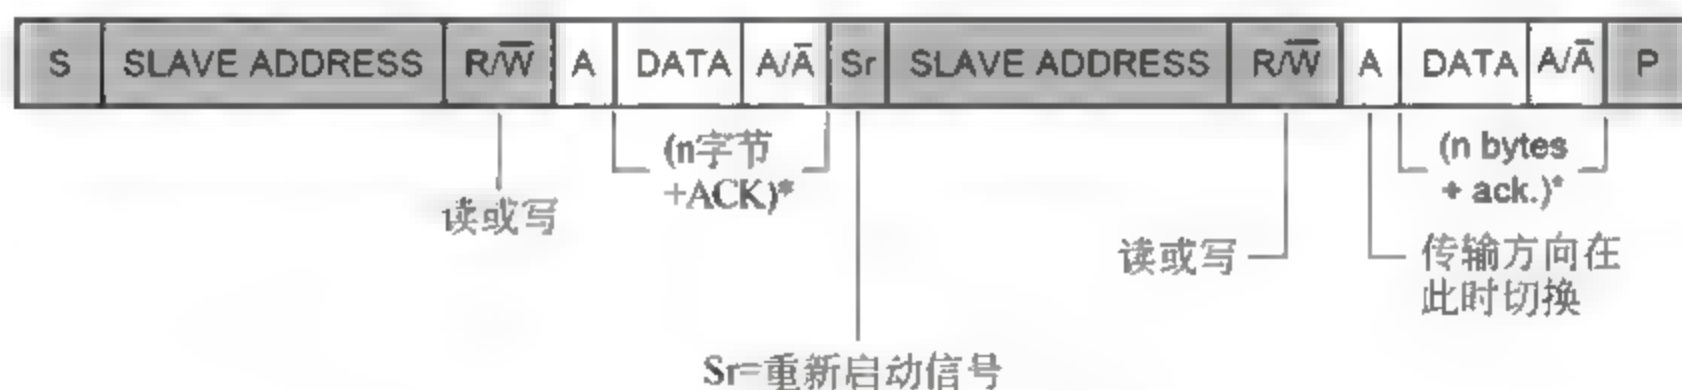 S SLAVE ADDRESS R/W̅ A DATA A/A̅ Sr SLAVE ADDRESS R/W̅ A DATA A/A̅ P
(n字节
+ACK)*
(n bytes
+ ack.)*
读或写
读或写
传输方向在
此时切换
Sr=重新启动信号